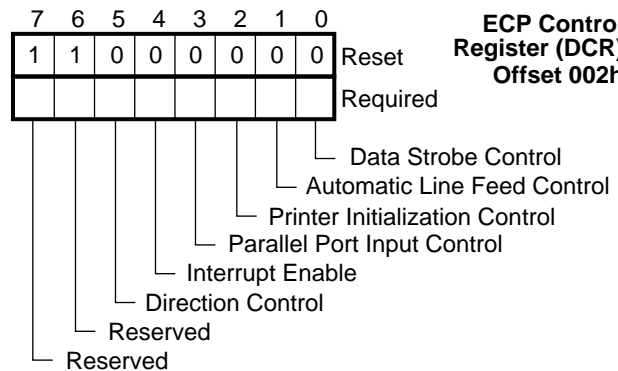 7 6 5 4 3 2 1 0
ECP Contro
Register (DCR)
Offset 002h
1 1 0 0 0 0 0 0 Reset
Required
Data Strobe Control
Automatic Line Feed Control
Printer Initialization Control
Parallel Port Input Control
Interrupt Enable
Direction Control
Reserved
Reserved